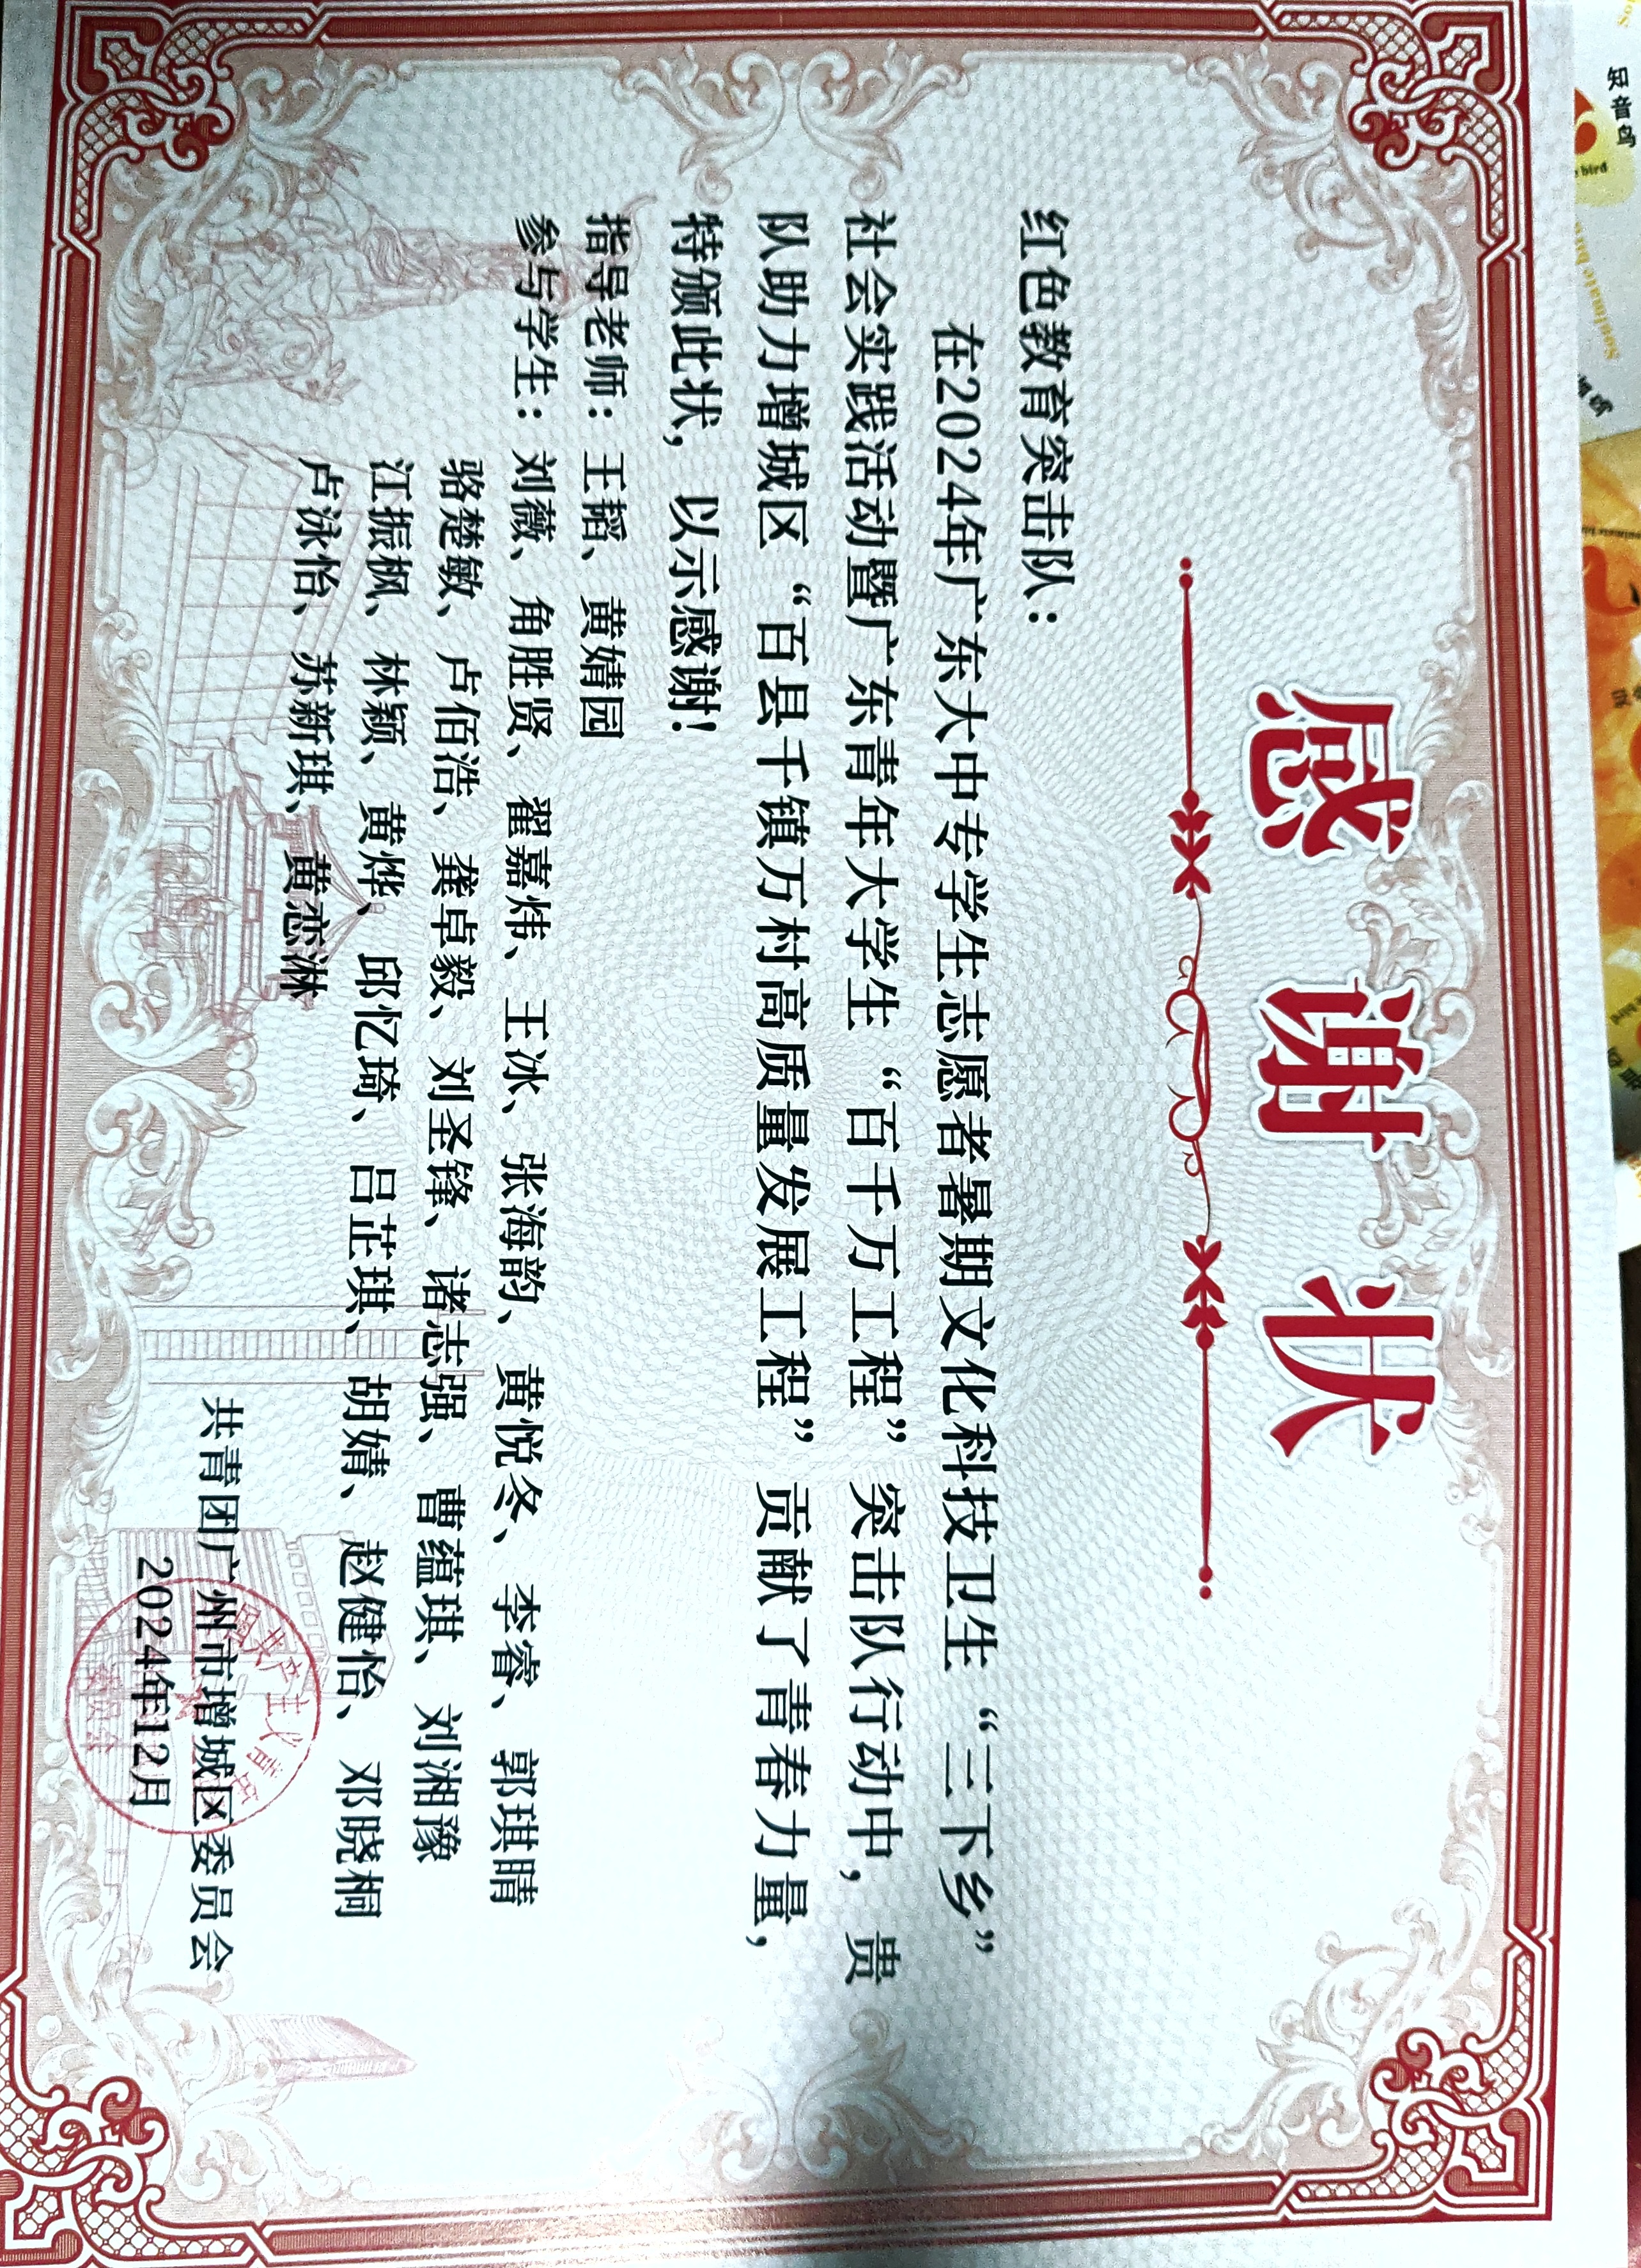 感谢状
红色教育突击队：
在2024年广东大中专学生志愿者暑期文化科技卫生“三下乡”
社会实践活动暨广东青年大学生“百千万工程”突击队行动中，贵
队助力增城区“百县千镇万村高质量发展工程”贡献了青春力量，
特颁此状，以示感谢！
指导老师：王韬、黄婧园
参与学生：刘薇、角胜贤、翟嘉炜、王冰、张海韵、黄悦冬、李睿、郭琪晴
骆楚敏、卢佰浩、龚卓毅、刘圣锋、诸志强、曹蕴琪、刘湘豫
江振枫、林颖、黄烨、邱忆琦、吕芷琪、胡婧、赵健怡、邓晓桐
卢泳怡、苏新琪、黄恋淋
共青团广州市增城区委员会
2024年12月
知音鸟
bird
Soulmate bird